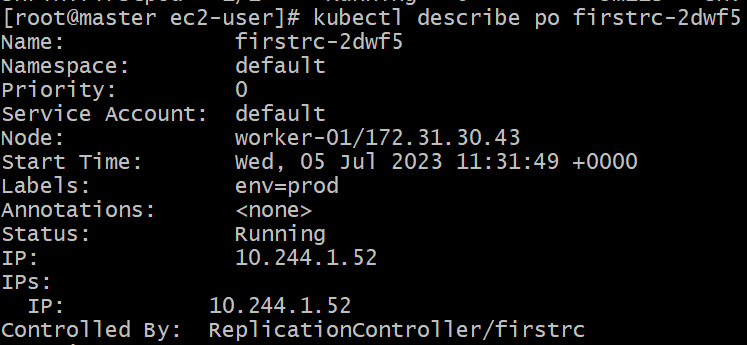 [root@master ec2-user]# kubectl describe po firstrc-2dwf5
Name:             firstrc-2dwf5
Namespace:        default
Priority:         0
Service Account:  default
Node:             worker-01/172.31.30.43
Start Time:       Wed, 05 Jul 2023 11:31:49 +0000
Labels:           env=prod
Annotations:      <none>
Status:           Running
IP:               10.244.1.52
IPs:
  IP:           10.244.1.52
Controlled By:  ReplicationController/firstrc